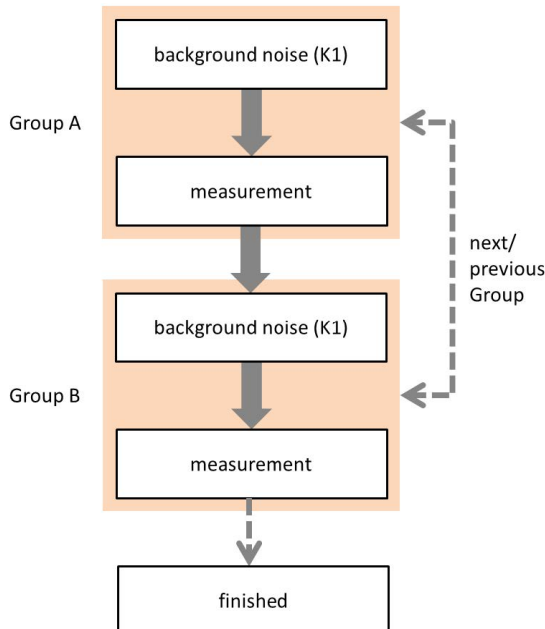 background noise (K1)
Group A
measurement
next/
previous
Group
background noise (K1)
Group B
measurement
finished